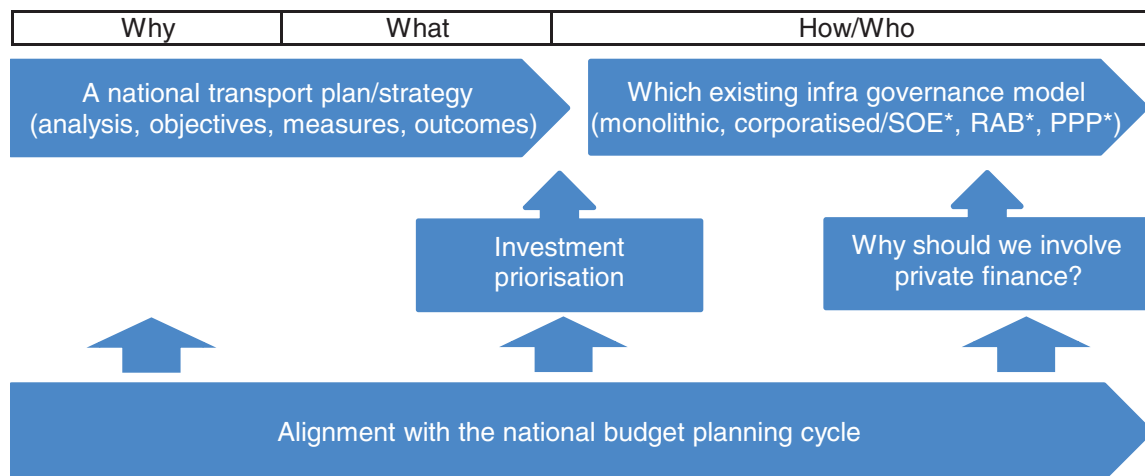 Why
What
How/Who
A national transport plan/strategy
(analysis, objectives, measures, outcomes)
Which existing infra governance model
(monolithic, corporatised/SOE*, RAB*, PPP*)
Investment
priorisation
Why should we involve
private finance?
Alignment with the national budget planning cycle